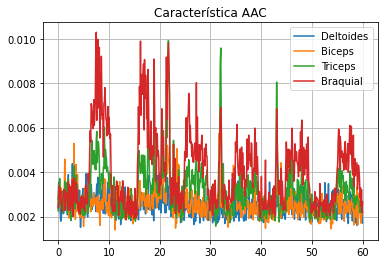 Característica AAC
Deltoides
Biceps
Triceps
Braquial
0.010
0.008
0.006
0.004
0.002
0 10 20 30 40 50 60